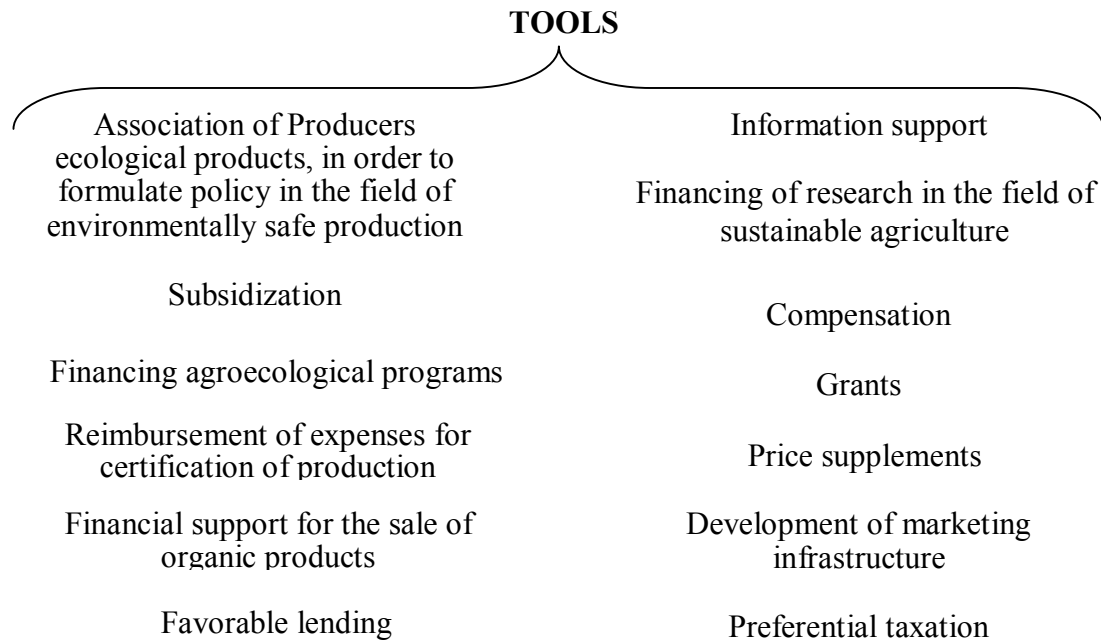 TOOLS
Association of Producers
ecological products, in order to
formulate policy in the field of
environmentally safe production
Subsidization
Financing agroecological programs
Reimbursement of expenses for
certification of production
Financial support for the sale of
organic products
Favorable lending
Information support
Financing of research in the field of
sustainable agriculture
Compensation
Grants
Price supplements
Development of marketing
infrastructure
Preferential taxation